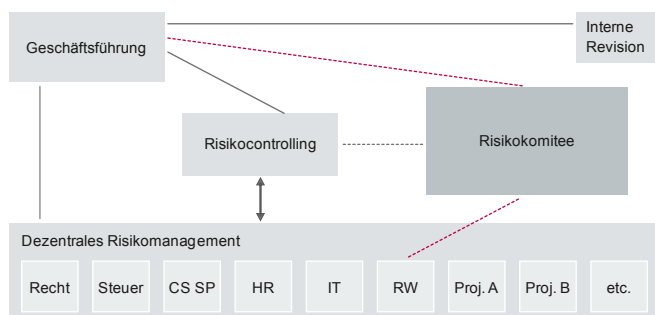 Geschäftsführung
Interne
Revision
Risikocontrolling
Risikokomitee
Dezentrales Risikomanagement
Recht
Steuer
CS SP
HR
IT
RW
Proj. A
Proj. B
etc.